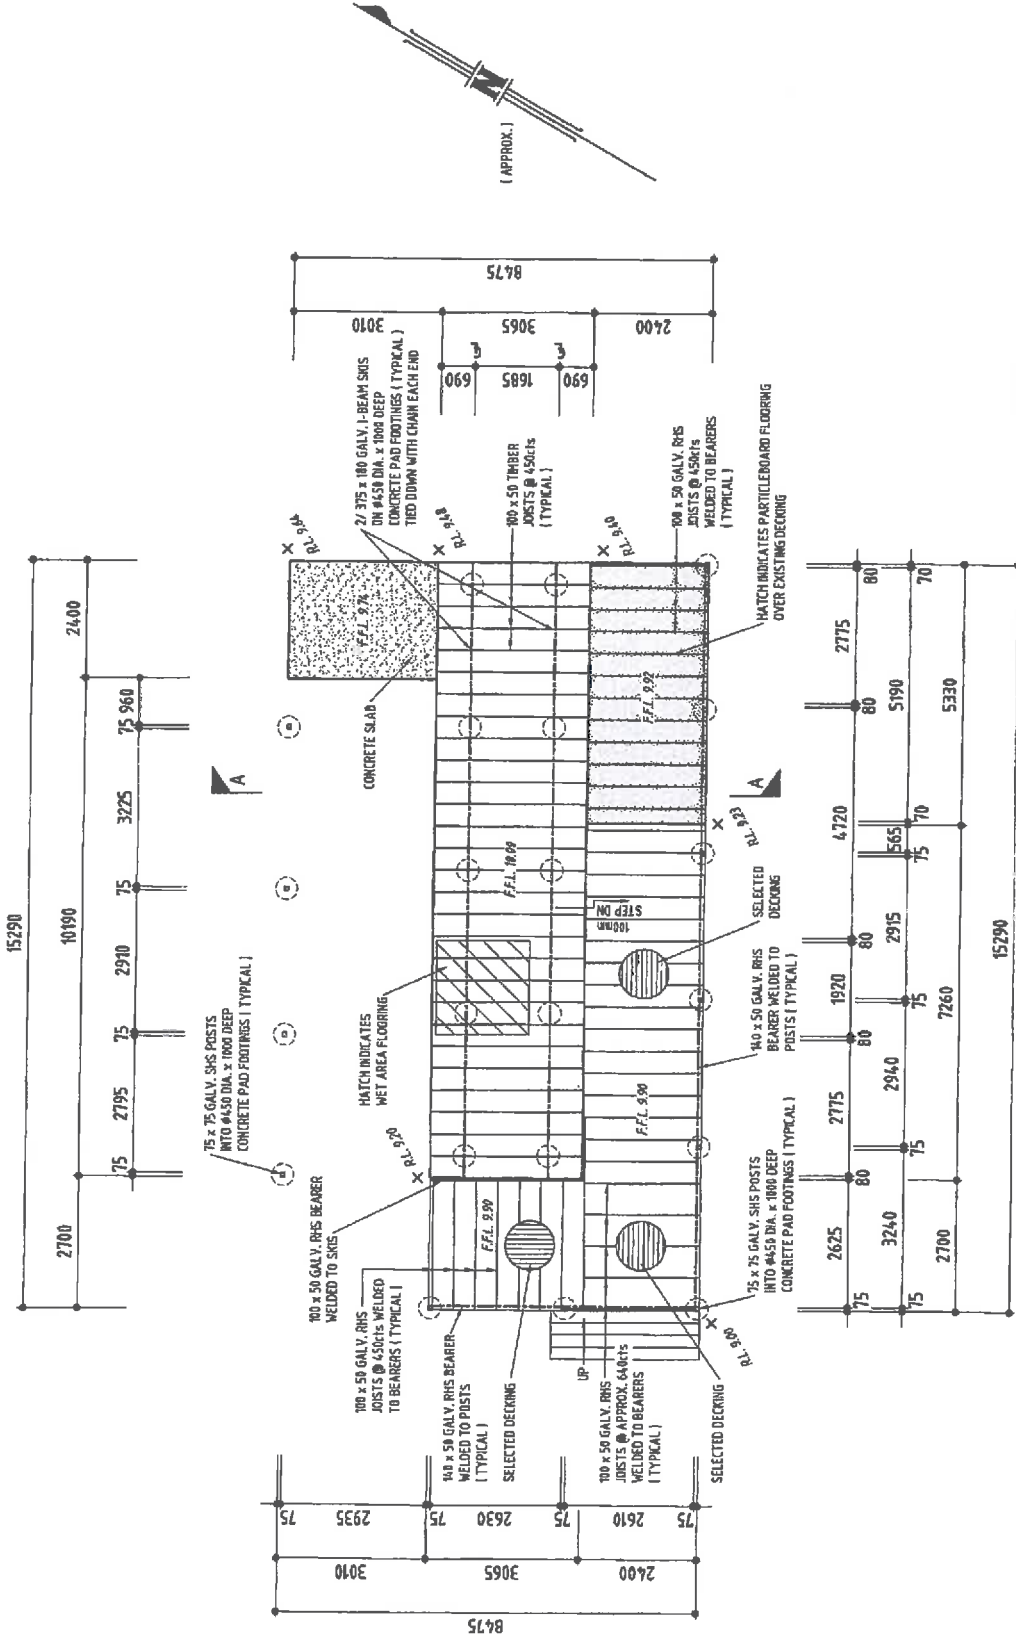 ( APPROX. )
N
15290
2700
10190
2400
75
2795
75
2910
75
3225
75
960
75 x 75 GALV. SHS POSTS
INTO Ø450 DIA. x 1000 DEEP
CONCRETE PAD FOOTINGS ( TYPICAL )
A
8475
3010
3065
2400
690
1685
690
2/ 375 x 180 GALV. I-BEAM SKIS
ON Ø450 DIA. x 1000 DEEP
CONCRETE PAD FOOTINGS ( TYPICAL )
TIED DOWN WITH CHAIN EACH END
100 x 50 TIMBER
JOISTS @ 450cts
( TYPICAL )
100 x 50 GALV. RHS
JOISTS @ 450cts
WELDED TO BEARERS
( TYPICAL )
HATCH INDICATES PARTICLEBOARD FLOORING
OVER EXISTING DECKING
R.L. 9.64
R.L. 9.48
R.L. 9.40
F.F.L. 9.74
CONCRETE SLAB
F.F.L. 9.92
A
R.L. 9.23
F.F.L. 10.00
100mm
STEP DN
SELECTED
DECKING
HATCH INDICATES
WET AREA FLOORING
140 x 50 GALV. RHS
BEARER WELDED TO
POSTS ( TYPICAL )
R.L. 9.20
100 x 50 GALV. RHS BEARER
WELDED TO SKIS
F.F.L. 9.90
F.F.L. 9.90
75 x 75 GALV. SHS POSTS
INTO Ø450 DIA. x 1000 DEEP
CONCRETE PAD FOOTINGS ( TYPICAL )
100 x 50 GALV. RHS
JOISTS @ 450cts WELDED
TO BEARERS ( TYPICAL )
140 x 50 GALV. RHS BEARER
WELDED TO POSTS
( TYPICAL )
SELECTED DECKING
UP
100 x 50 GALV. RHS
JOISTS @ APPROX. 640cts
WELDED TO BEARERS
( TYPICAL )
R.L. 9.00
SELECTED DECKING
75
2935
75
2630
75
2610
75
3010
3065
2400
8475
75
2625
80
2775
80
1920
80
4720
80
2775
80
75
3240
75
2940
75
2915
75
565
70
5190
70
2700
7260
5330
15290